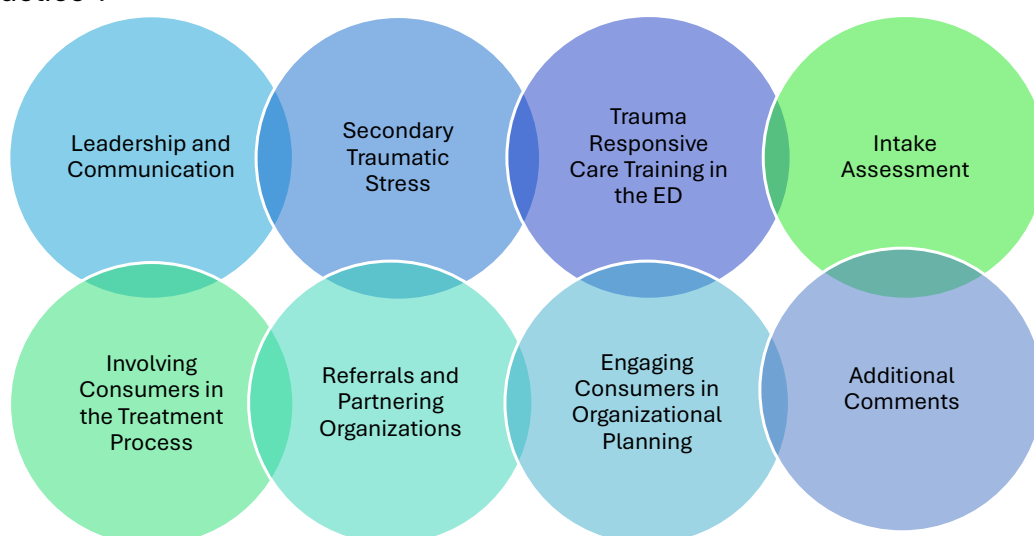 Leadership and
Communication
Secondary
Traumatic
Stress
Trauma
Responsive
Care Training in
the ED
Intake
Assessment
Involving
Consumers in
the Treatment
Process
Referrals and
Partnering
Organizations
Engaging
Consumers in
Organizational
Planning
Additional
Comments